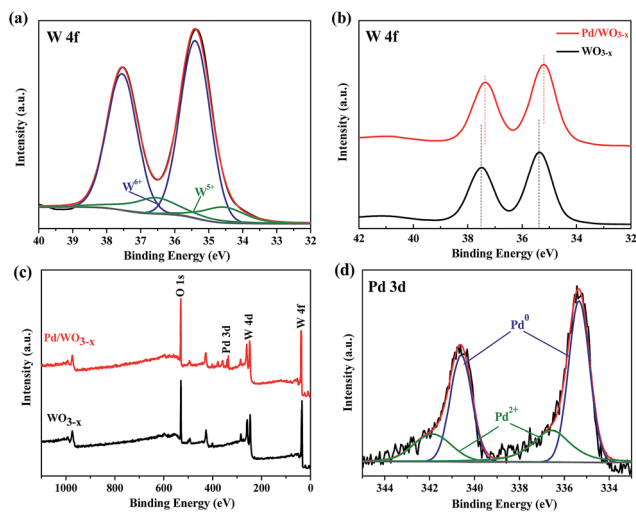 (a)
W 4f
W6+
W5+
Intensity (a.u.)
40 39 38 37 36 35 34 33 32
Binding Energy (eV)
(b)
W 4f
Pd/WO3-x
WO3-x
Intensity (a.u.)
42 40 38 36 34 32
Binding Energy (eV)
(c)
O 1s
Pd 3d
W 4d
W 4f
Pd/WO3-x
WO3-x
Intensity (a.u.)
1000 800 600 400 200 0
Binding Energy (eV)
(d)
Pd 3d
Pd0
Pd2+
Intensity (a.u.)
344 342 340 338 336 334
Binding Energy (eV)